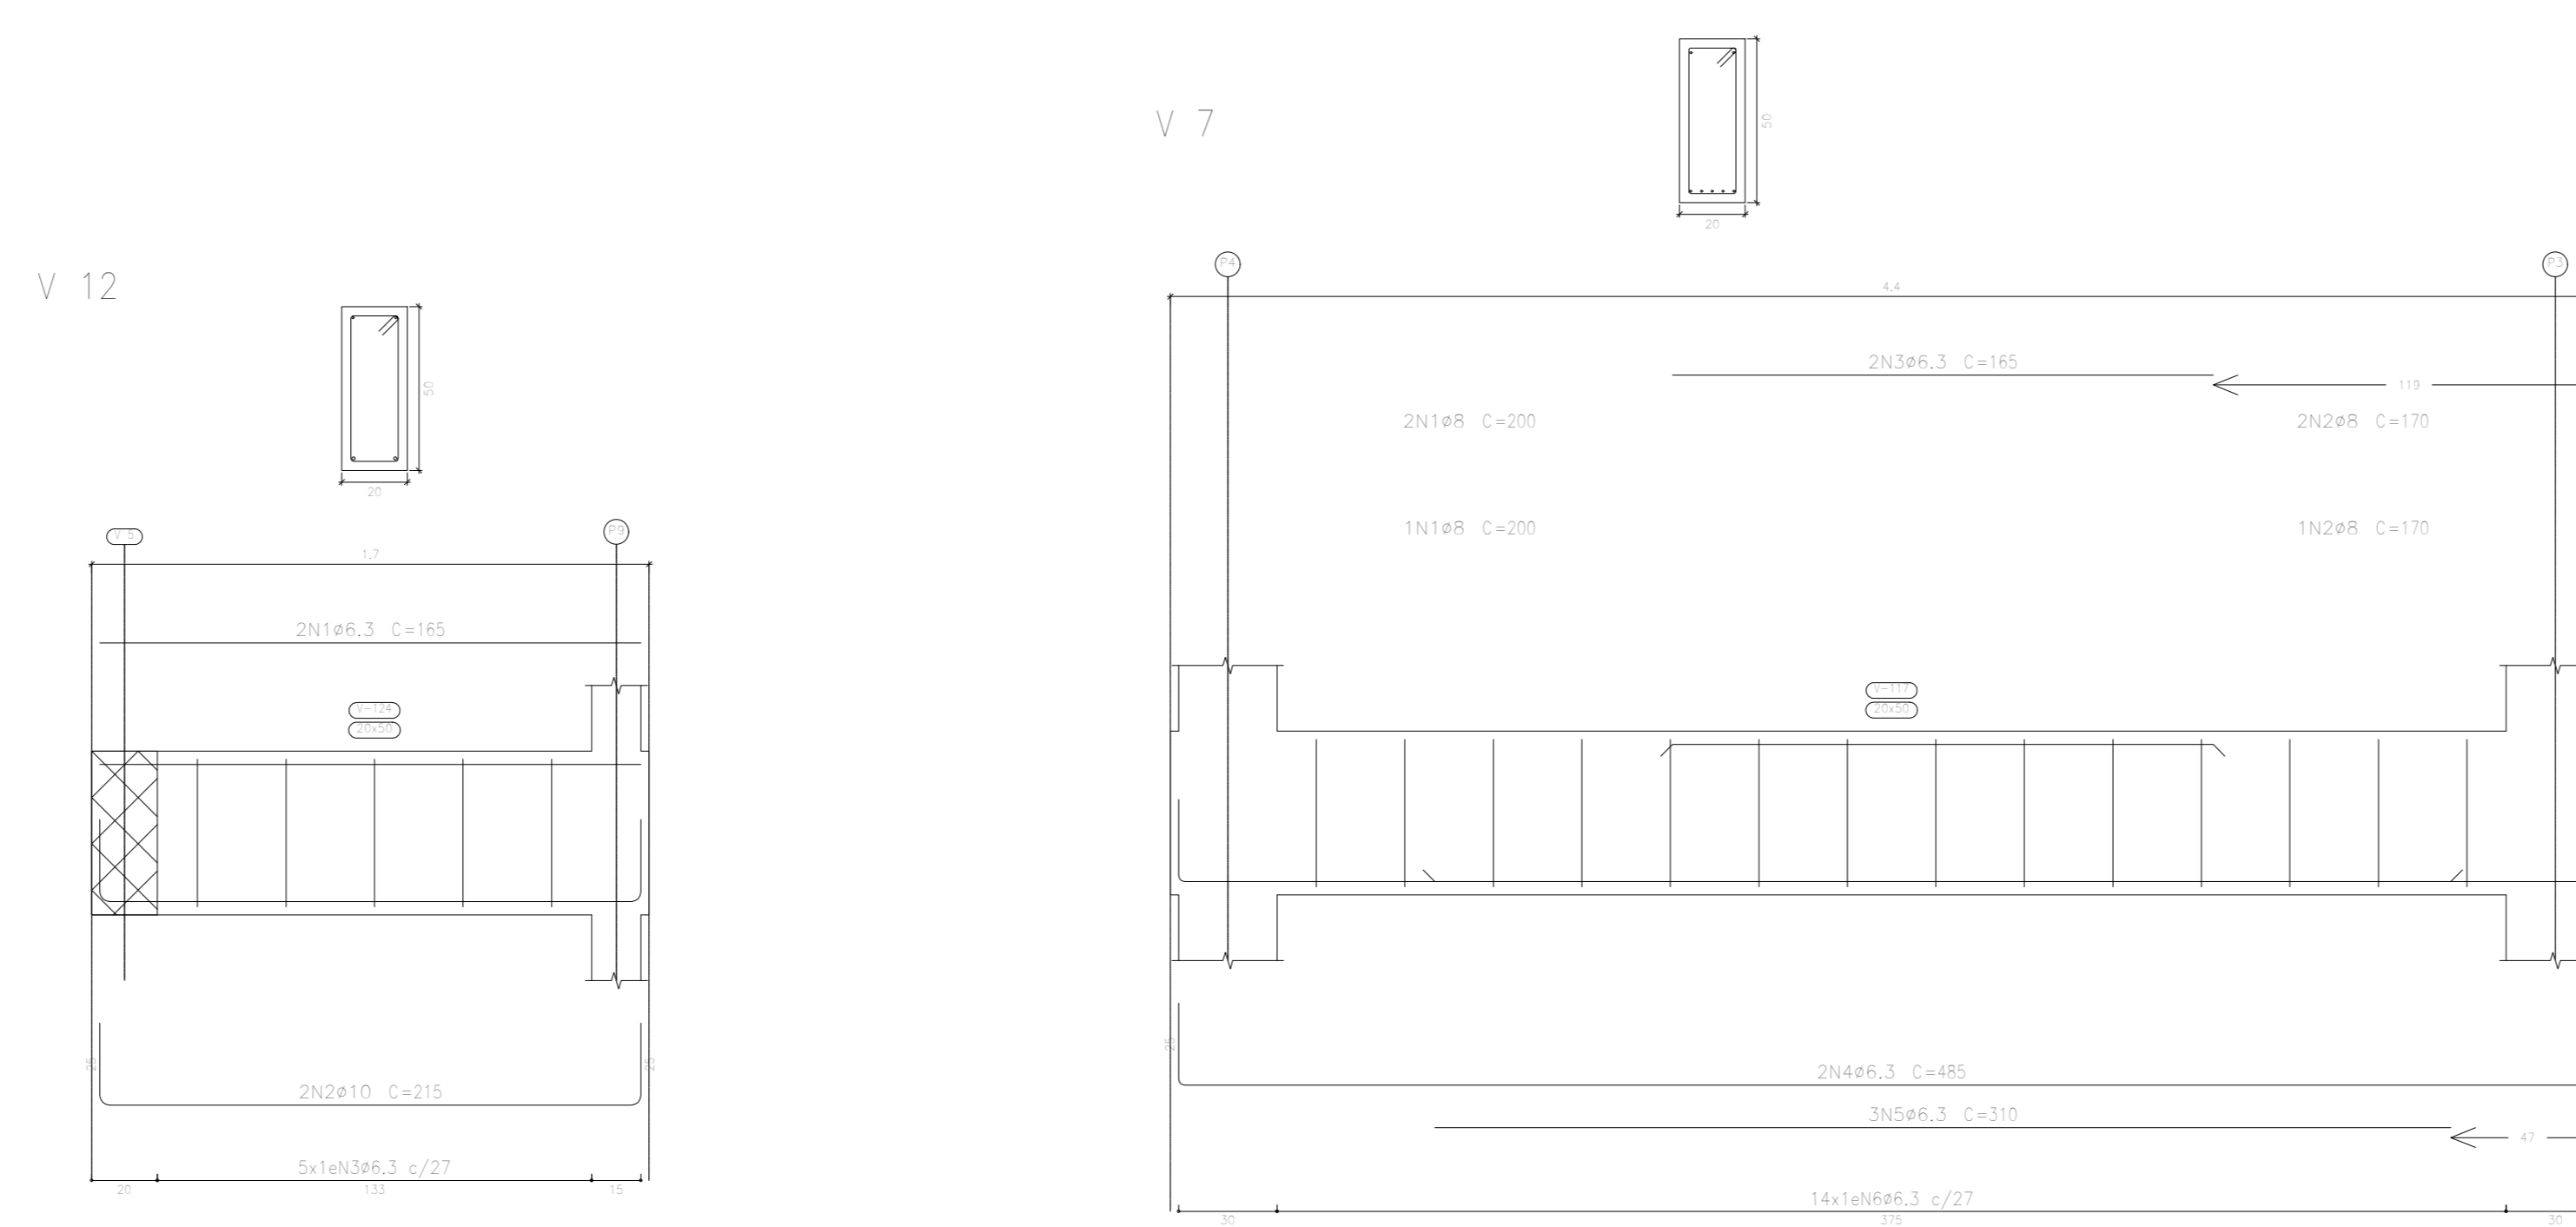 V 12
50
20
V 5
P9
1.7
2N1ø6.3 C=165
V-124
20x50
25
25
2N2ø10 C=215
5x1eN3ø6.3 c/27
20
133
15
V 7
50
20
P4
P3
4.4
2N3ø6.3 C=165
119
2N1ø8 C=200
2N2ø8 C=170
1N1ø8 C=200
1N2ø8 C=170
V-117
20x50
25
2N4ø6.3 C=485
3N5ø6.3 C=310
47
14x1eN6ø6.3 c/27
30
375
30